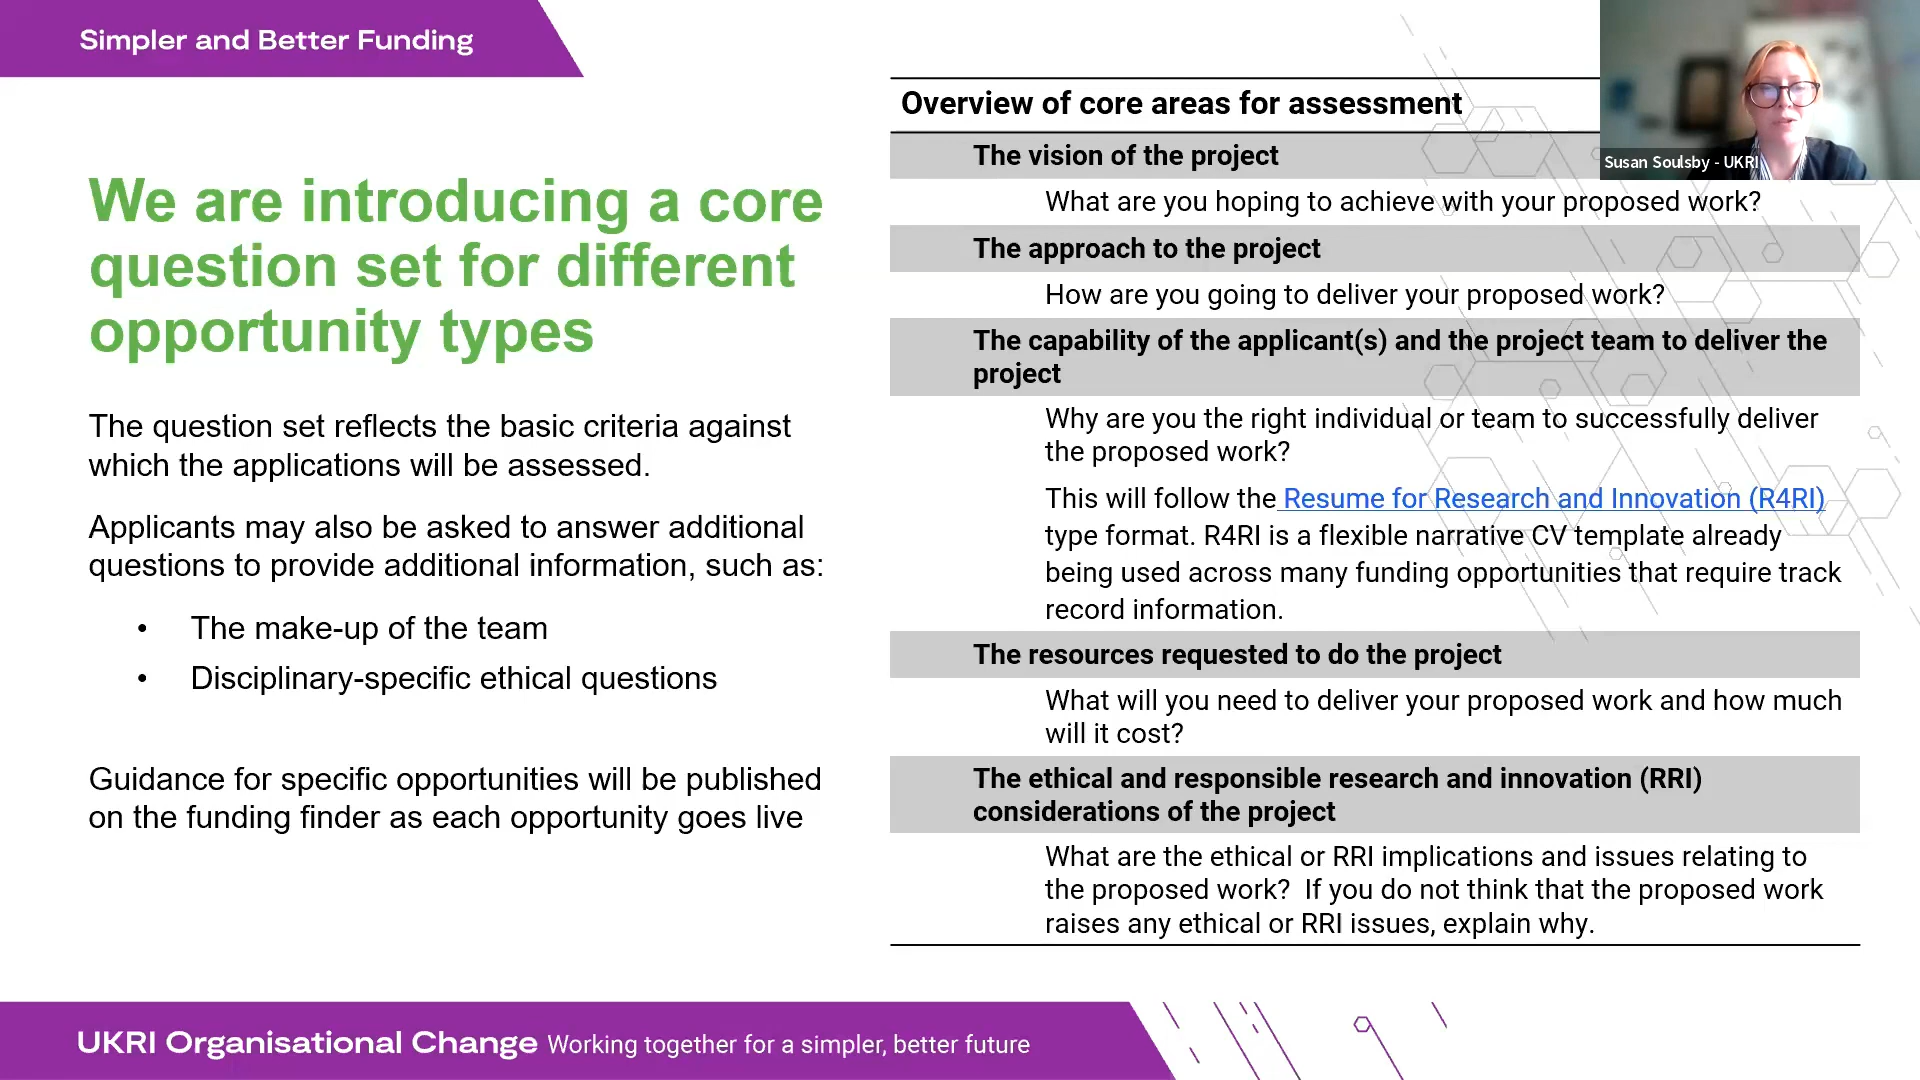 Simpler and Better Funding
We are introducing a core
question set for different
opportunity types
The question set reflects the basic criteria against
which the applications will be assessed.
Applicants may also be asked to answer additional
questions to provide additional information, such as:
• The make-up of the team
• Disciplinary-specific ethical questions
Guidance for specific opportunities will be published
on the funding finder as each opportunity goes live
Overview of core areas for assessment
The vision of the project
What are you hoping to achieve with your proposed work?
The approach to the project
How are you going to deliver your proposed work?
The capability of the applicant(s) and the project team to deliver the
project
Why are you the right individual or team to successfully deliver
the proposed work?
This will follow the Resume for Research and Innovation (R4RI)
type format. R4RI is a flexible narrative CV template already
being used across many funding opportunities that require track
record information.
The resources requested to do the project
What will you need to deliver your proposed work and how much
will it cost?
The ethical and responsible research and innovation (RRI)
considerations of the project
What are the ethical or RRI implications and issues relating to
the proposed work? If you do not think that the proposed work
raises any ethical or RRI issues, explain why.
Susan Soulsby - UKRI
UKRI Organisational Change Working together for a simpler, better future